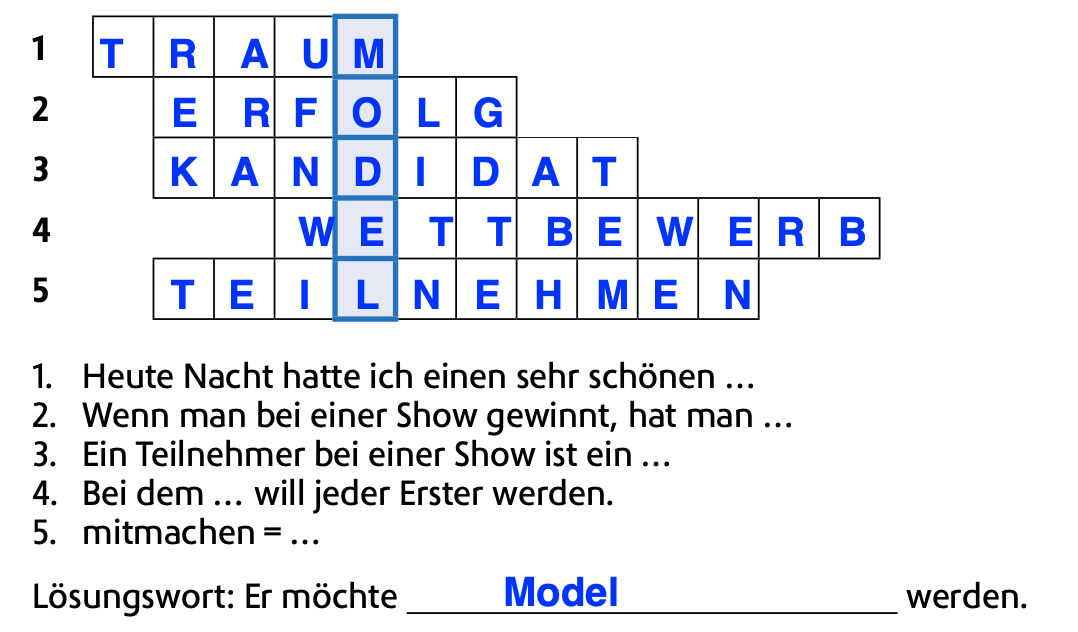 1 TRAUM
2 ERFOLG
3 KANDIDAT
4 WETTBEWERB
5 TEILNEHMEN
1. Heute Nacht hatte ich einen sehr schönen …
2. Wenn man bei einer Show gewinnt, hat man …
3. Ein Teilnehmer bei einer Show ist ein …
4. Bei dem … will jeder Erster werden.
5. mitmachen = …
Lösungswort: Er möchte Model werden.